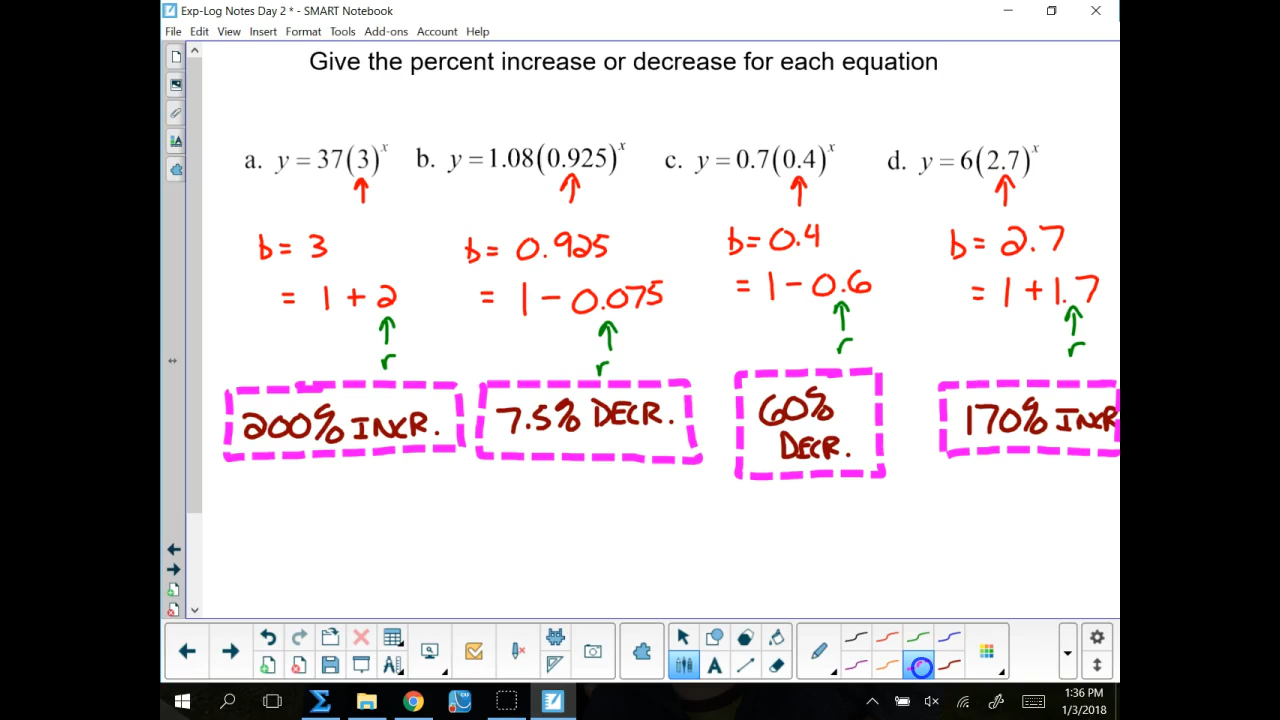 Exp-Log Notes Day 2 * - SMART Notebook
File Edit View Insert Format Tools Add-ons Account Help
Give the percent increase or decrease for each equation
a. y = 37(3)^x b. y = 1.08(0.925)^x c. y = 0.7(0.4)^x d. y = 6(2.7)^x
b = 3 b = 0.925 b = 0.4 b = 2.7
= 1 + 2 = 1 - 0.075 = 1 - 0.6 = 1 + 1.7
r r r r
200% INCR. 7.5% DECR. 60% DECR. 170% INCR
1:36 PM
1/3/2018